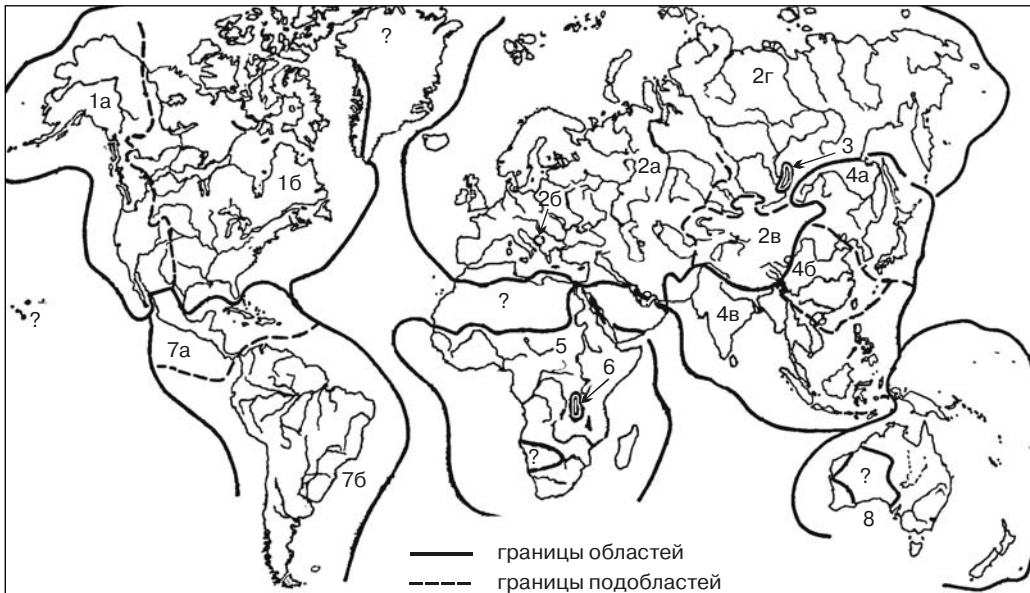 ?
1а
2г
3
1б
2а
4а
2б
2в
4б
?
?
4в
7а
5
6
?
?
7б
8
границы областей
границы подобластей